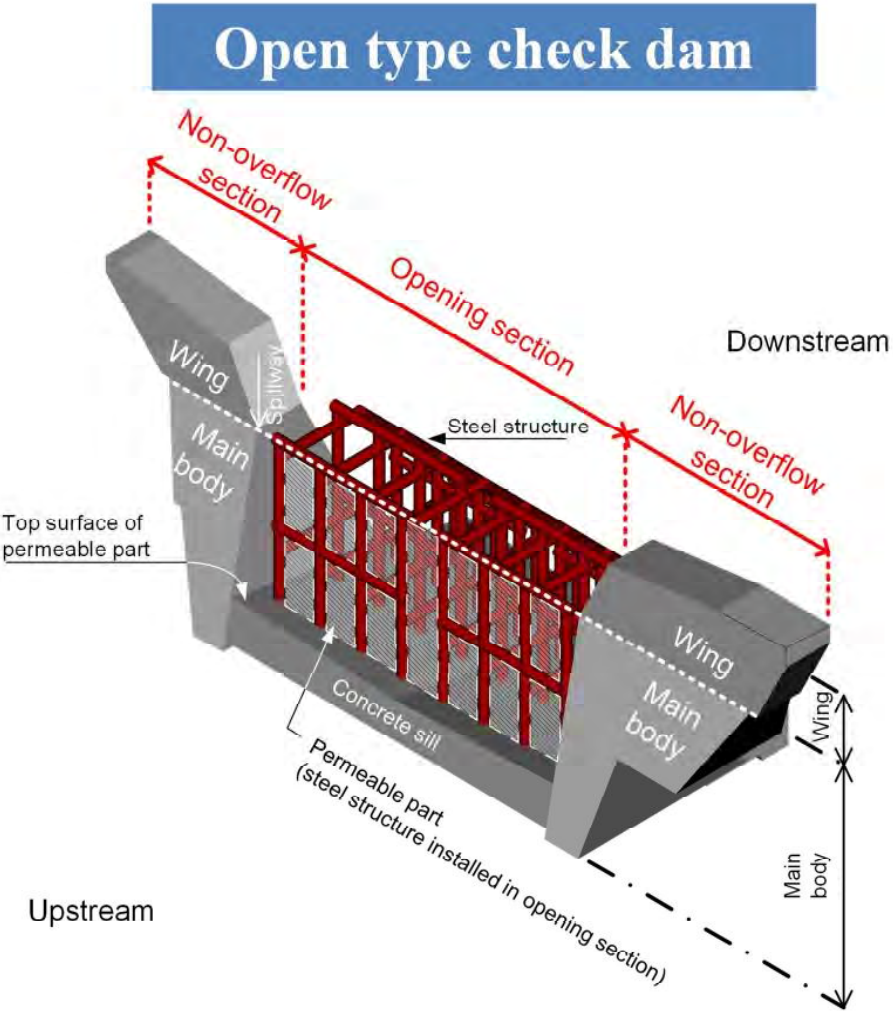 Open type check dam
Non-overflow
section
Opening section
Downstream
Non-overflow
section
Wing
Spillway
Steel structure
Main
body
Top surface of
permeable part
Wing
Main
body
Wing
Concrete sill
Permeable part
(steel structure installed in opening section)
Main
body
Upstream